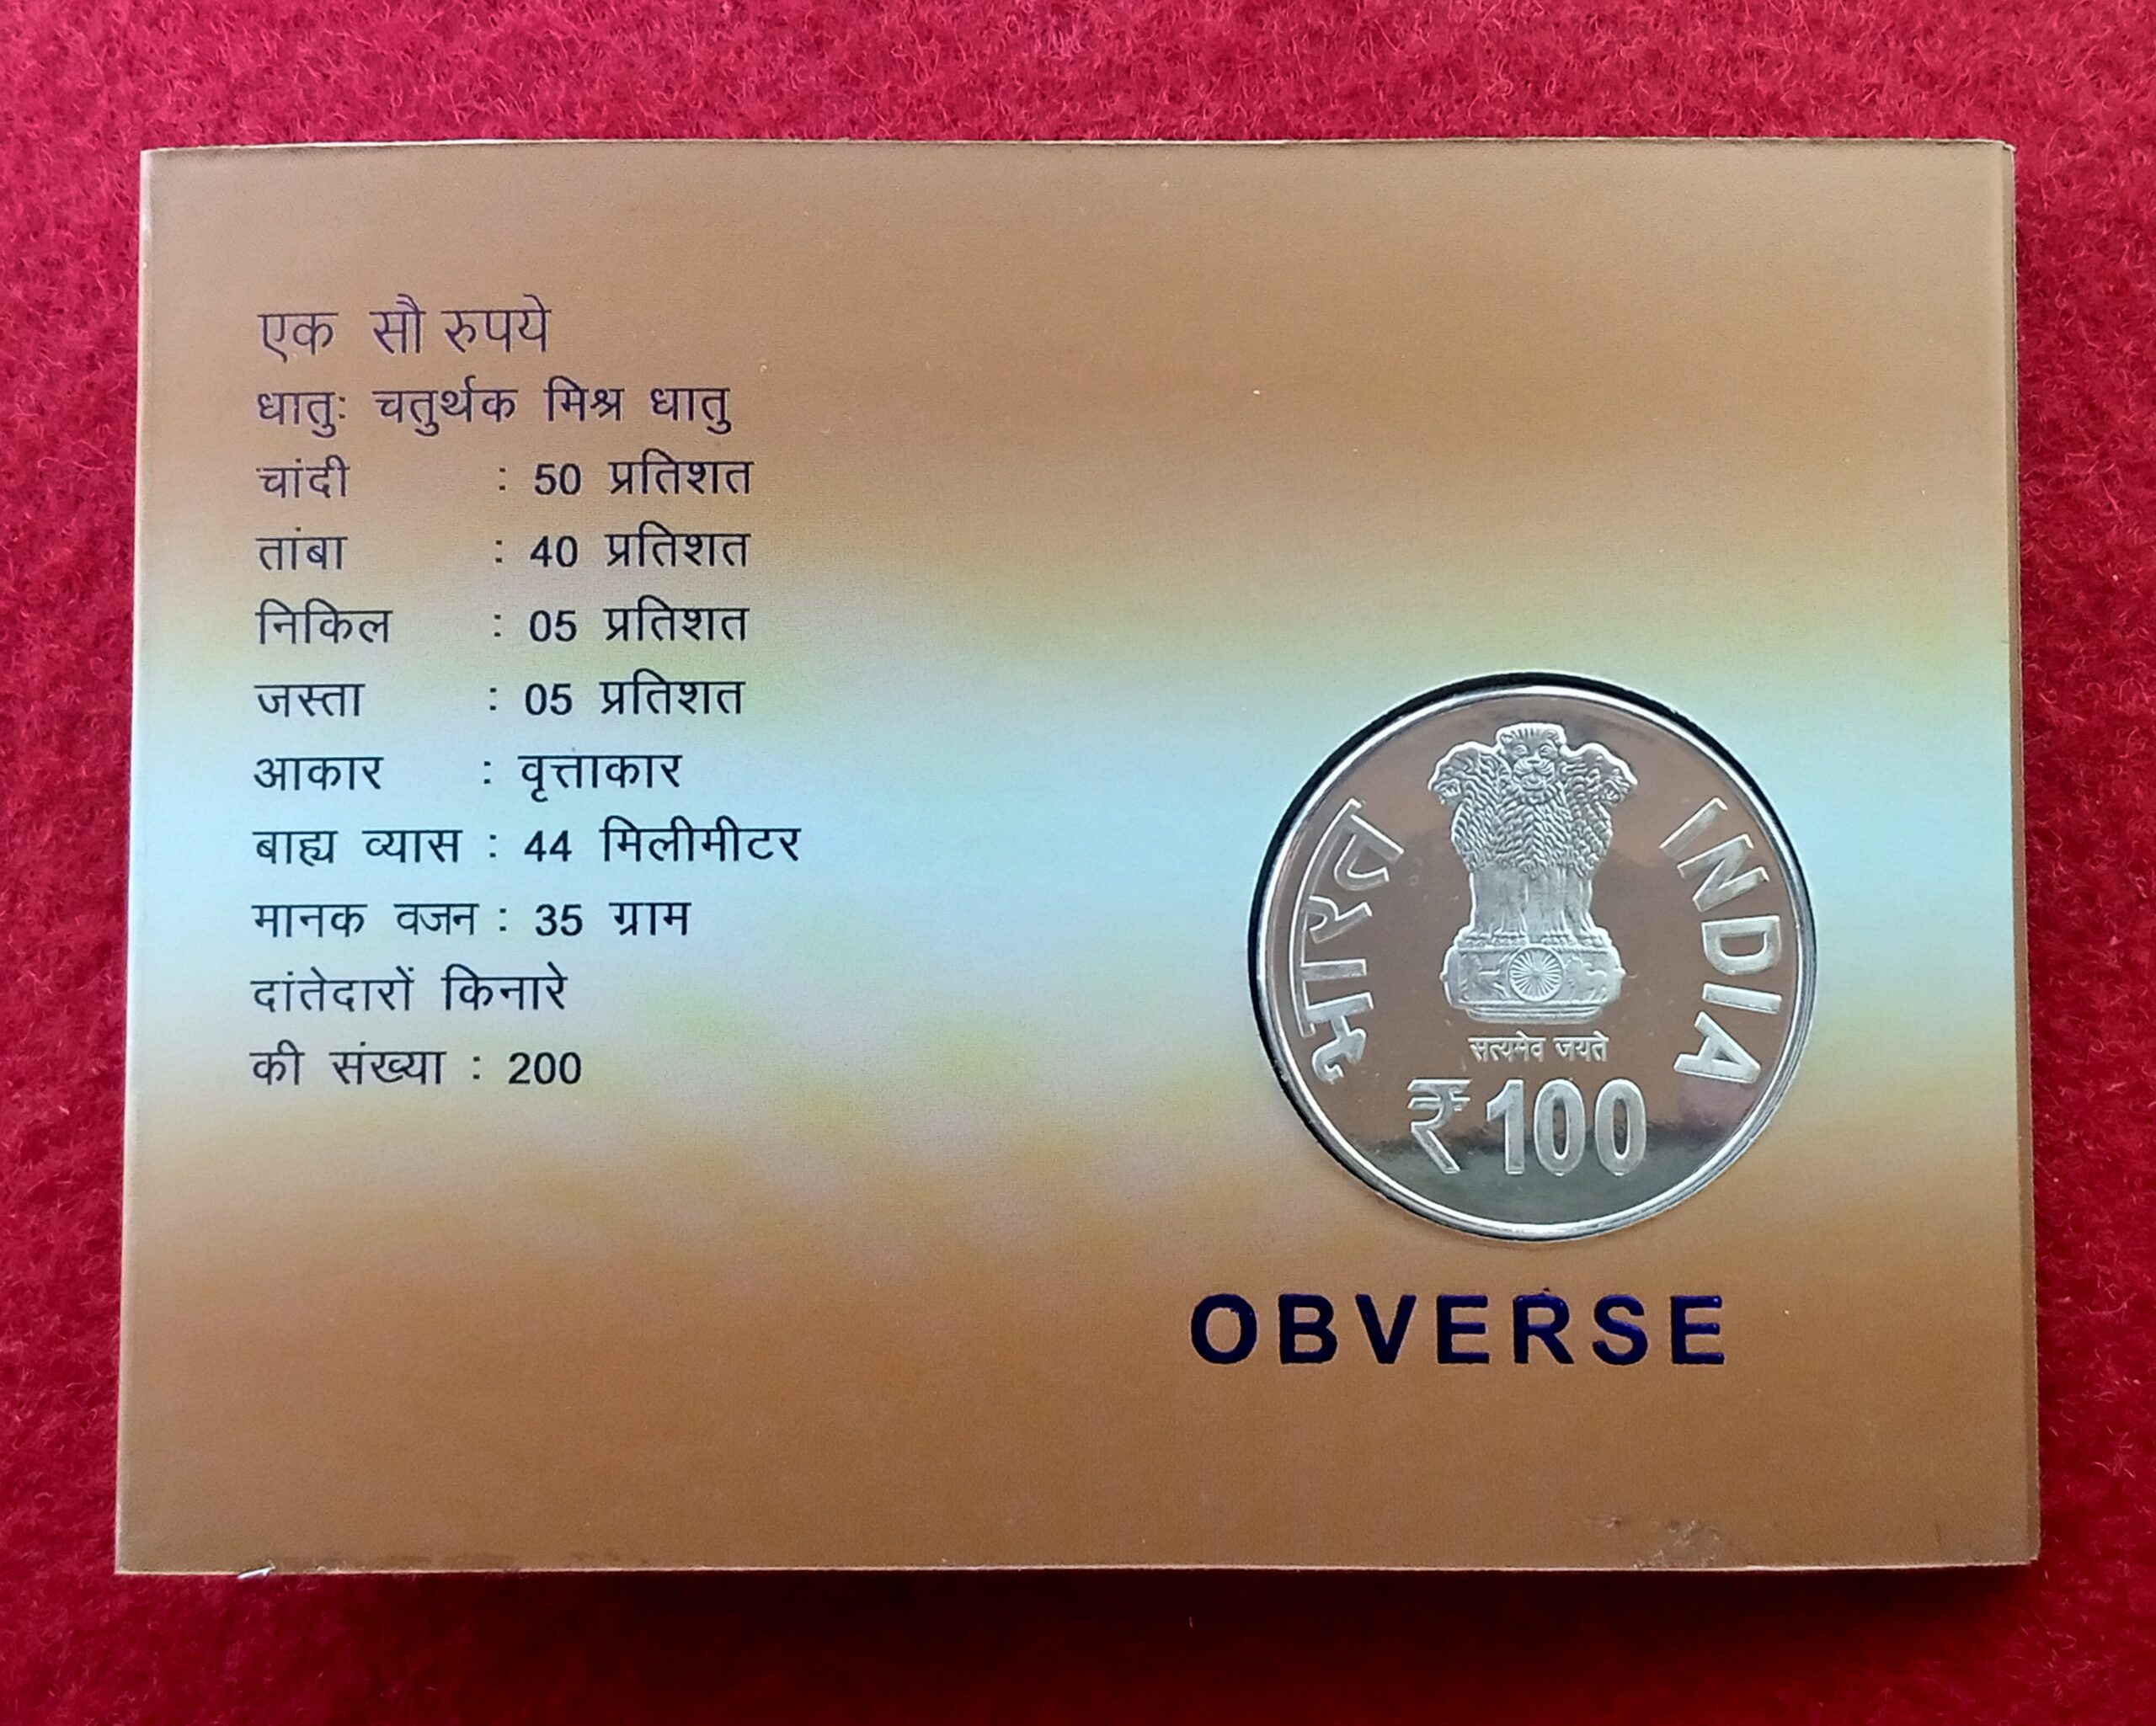 एक सौ रुपये
धातुः चतुर्थक मिश्र धातु
चांदी : 50 प्रतिशत
तांबा : 40 प्रतिशत
निकिल : 05 प्रतिशत
जस्ता : 05 प्रतिशत
आकार : वृत्ताकार
बाह्य व्यास : 44 मिलीमीटर
मानक वजन : 35 ग्राम
दांतेदारों किनारे
की संख्या : 200
भारत
INDIA
सत्यमेव जयते
₹100
OBVERSE